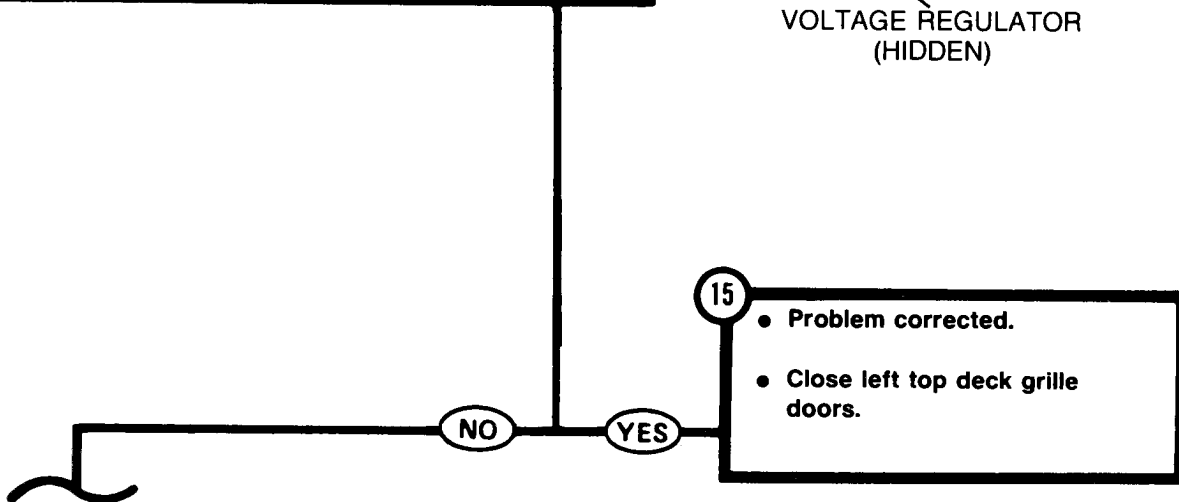 VOLTAGE REGULATOR
(HIDDEN)
15
● Problem corrected.
● Close left top deck grille
doors.
NO
YES